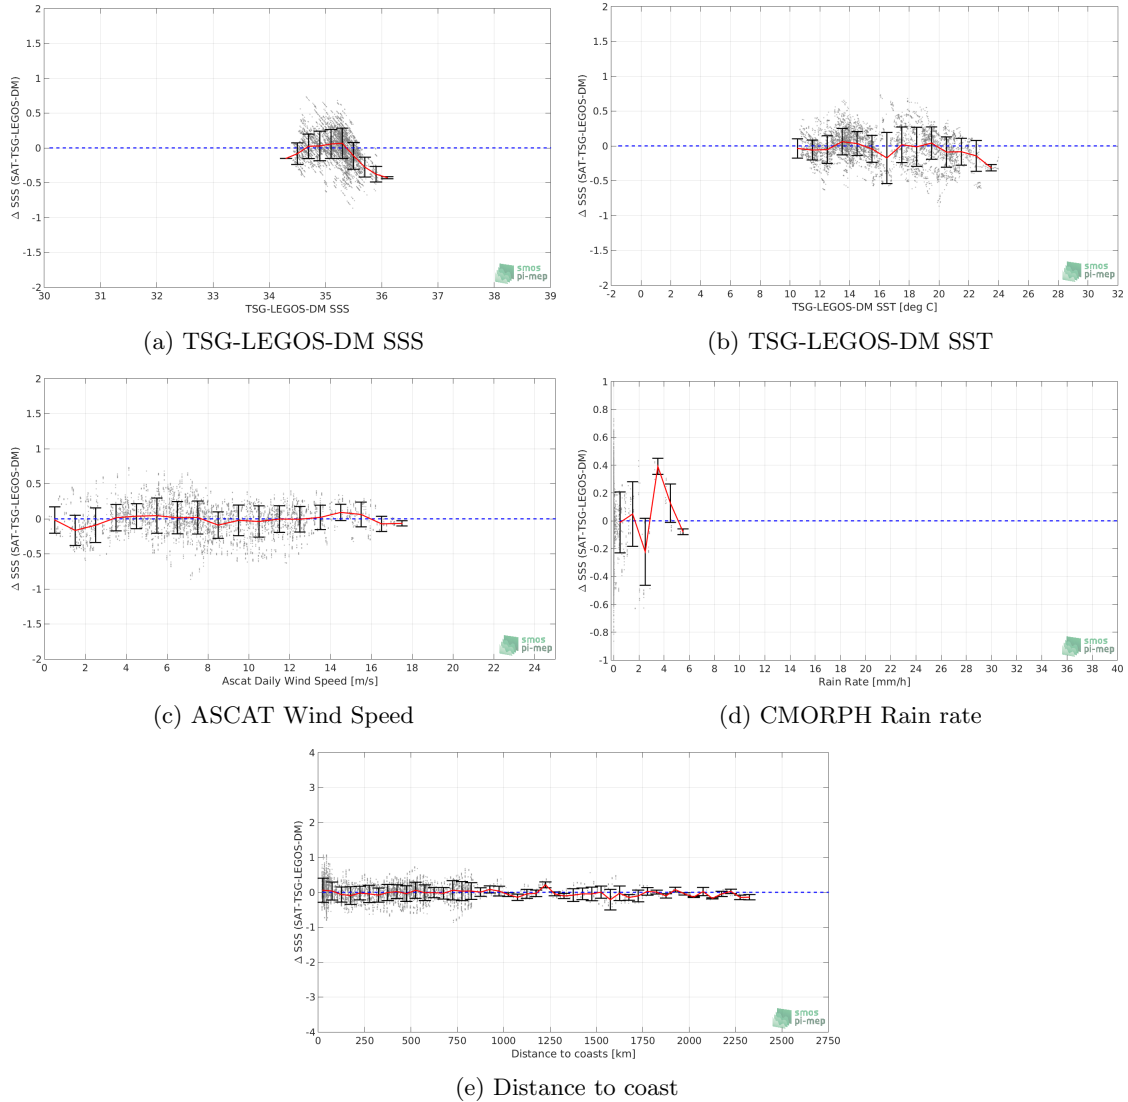 2
1.5
1
0.5
0
-0.5
-1
-1.5
-2
Δ SSS (SAT-TSG-LEGOS-DM)
30 31 32 33 34 35 36 37 38 39
TSG-LEGOS-DM SSS
smos
pi-mep
(a) TSG-LEGOS-DM SSS
2
1.5
1
0.5
0
-0.5
-1
-1.5
-2
Δ SSS (SAT-TSG-LEGOS-DM)
-2 0 2 4 6 8 10 12 14 16 18 20 22 24 26 28 30 32
TSG-LEGOS-DM SST [deg C]
smos
pi-mep
(b) TSG-LEGOS-DM SST
2
1.5
1
0.5
0
-0.5
-1
-1.5
-2
Δ SSS (SAT-TSG-LEGOS-DM)
0 2 4 6 8 10 12 14 16 18 20 22 24
Ascat Daily Wind Speed [m/s]
smos
pi-mep
(c) ASCAT Wind Speed
1
0.8
0.6
0.4
0.2
0
-0.2
-0.4
-0.6
-0.8
-1
Δ SSS (SAT-TSG-LEGOS-DM)
0 2 4 6 8 10 12 14 16 18 20 22 24 26 28 30 32 34 36 38 40
Rain Rate [mm/h]
smos
pi-mep
(d) CMORPH Rain rate
4
3
2
1
0
-1
-2
-3
-4
Δ SSS (SAT-TSG-LEGOS-DM)
0 250 500 750 1000 1250 1500 1750 2000 2250 2500 2750
Distance to coasts [km]
smos
pi-mep
(e) Distance to coast